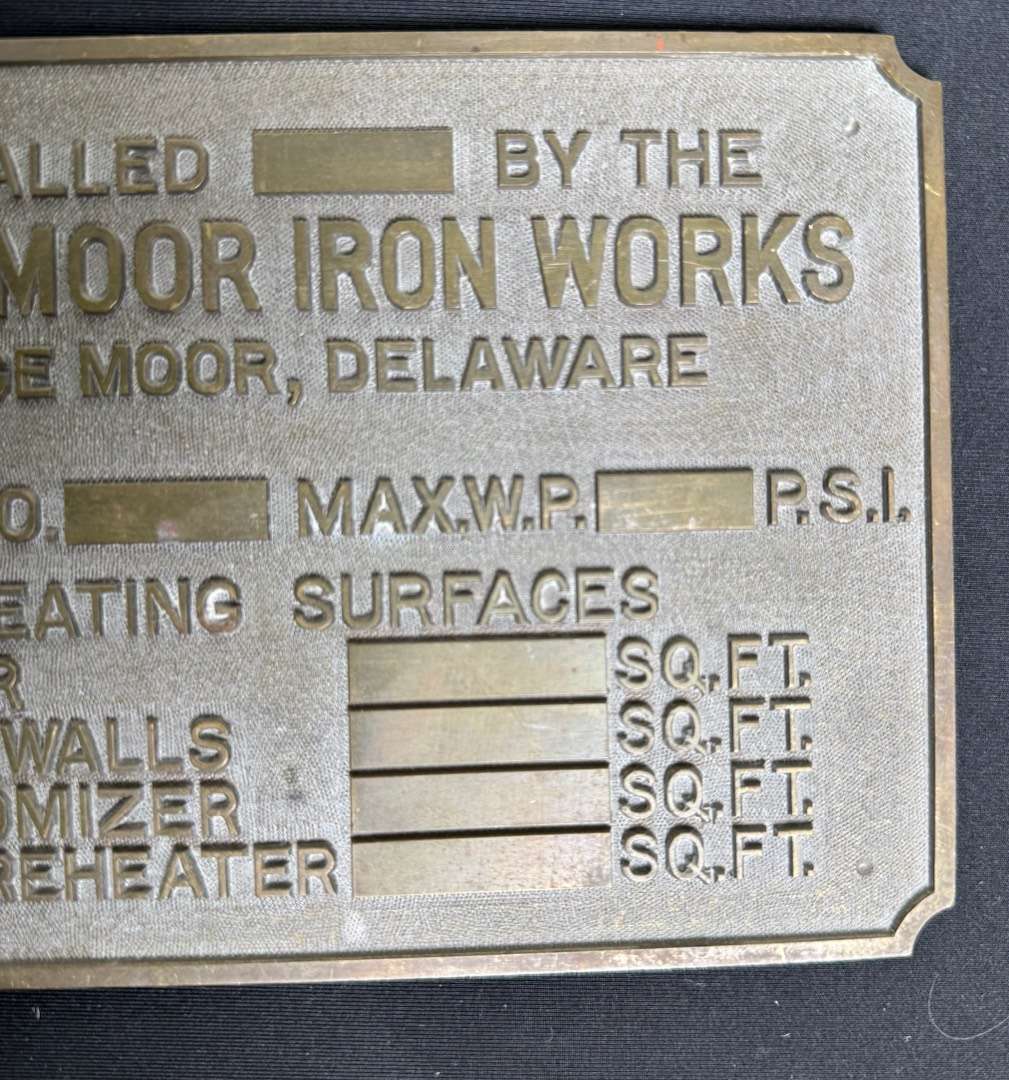 ALLED BY THE
MOOR IRON WORKS
GE MOOR, DELAWARE
O. MAX.W.P. P.S.I.
EATING SURFACES
R SQ.FT.
WALLS SQ.FT.
OMIZER SQ.FT.
REHEATER SQ.FT.